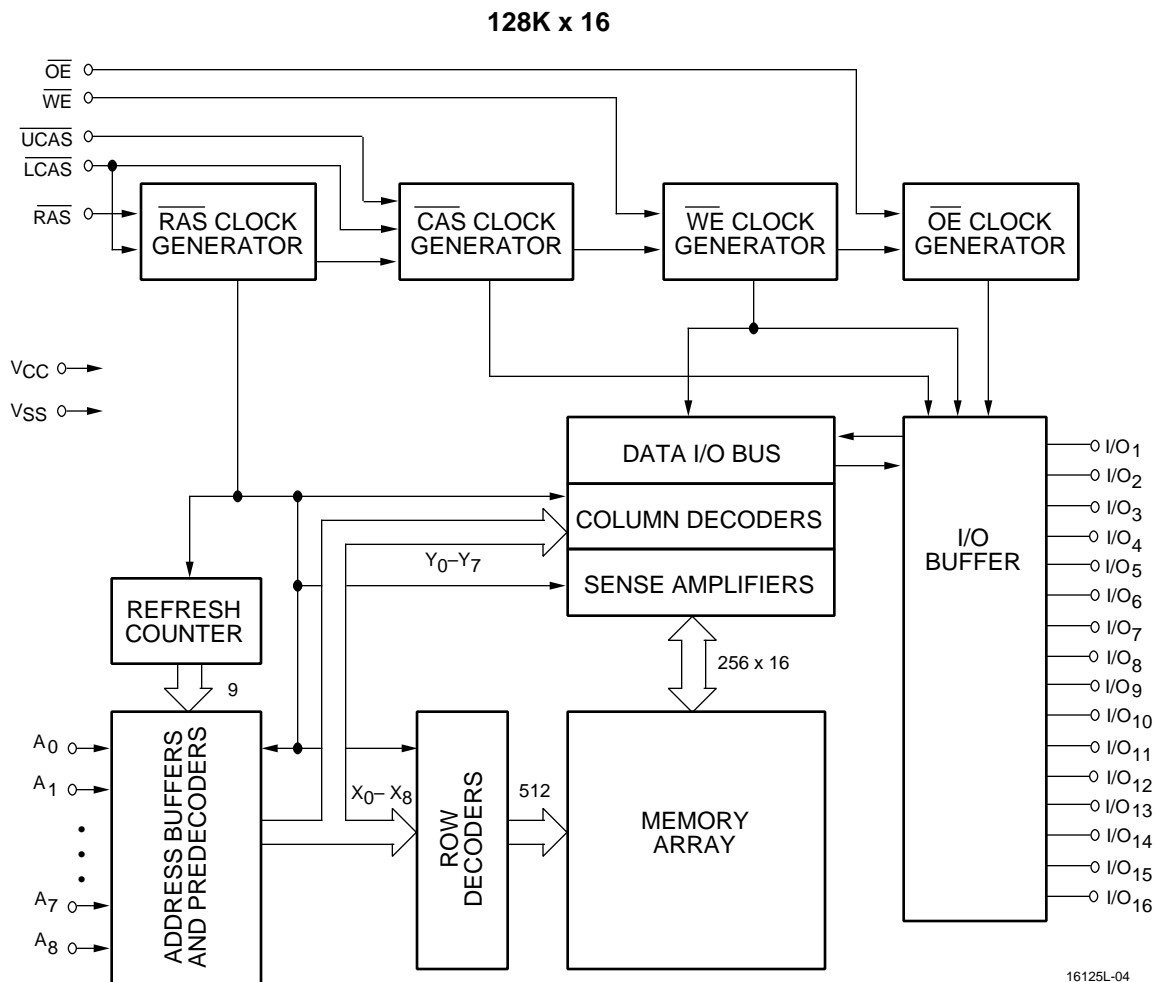 128K x 16
OE
WE
UCAS
LCAS
RAS
RAS CLOCK
GENERATOR
CAS CLOCK
GENERATOR
WE CLOCK
GENERATOR
OE CLOCK
GENERATOR
VCC
VSS
DATA I/O BUS
COLUMN DECODERS
SENSE AMPLIFIERS
Y0–Y7
I/O
BUFFER
I/O1
I/O2
I/O3
I/O4
I/O5
I/O6
I/O7
I/O8
I/O9
I/O10
I/O11
I/O12
I/O13
I/O14
I/O15
I/O16
REFRESH
COUNTER
9
256 x 16
A0
A1
A7
A8
ADDRESS BUFFERS
AND PREDECODERS
X0– X8
ROW
DECODERS
512
MEMORY
ARRAY
16125L-04